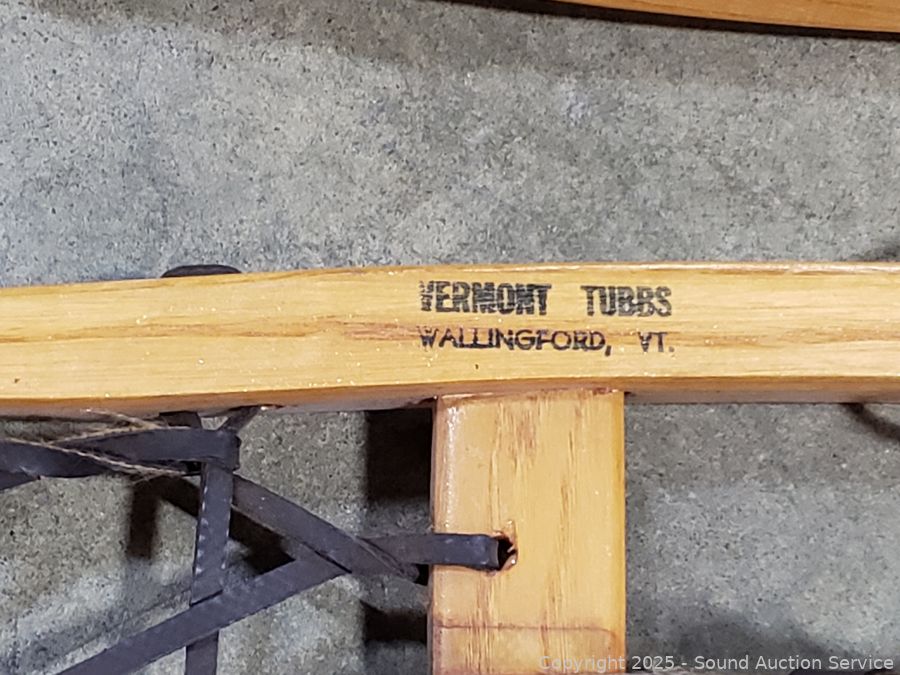 VERMONT TUBBS
WALLINGFORD, VT.
Copyright 2025 - Sound Auction Service